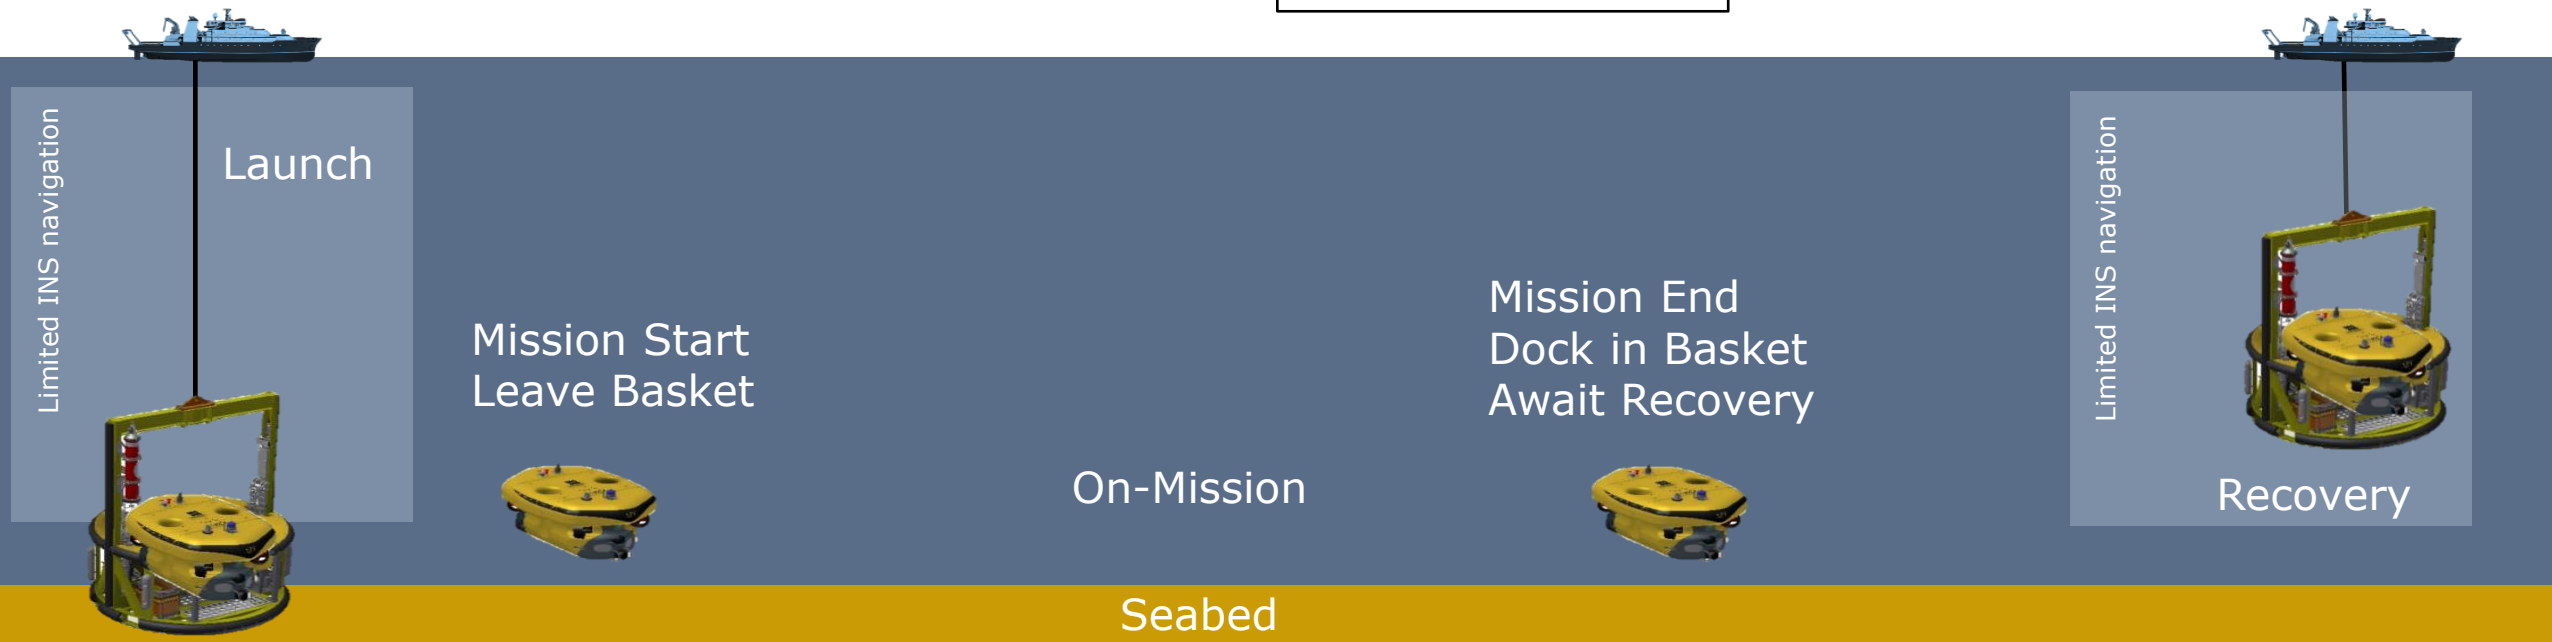 Limited INS navigation
Launch
Mission Start
Leave Basket
On-Mission
Mission End
Dock in Basket
Await Recovery
Limited INS navigation
Recovery
Seabed